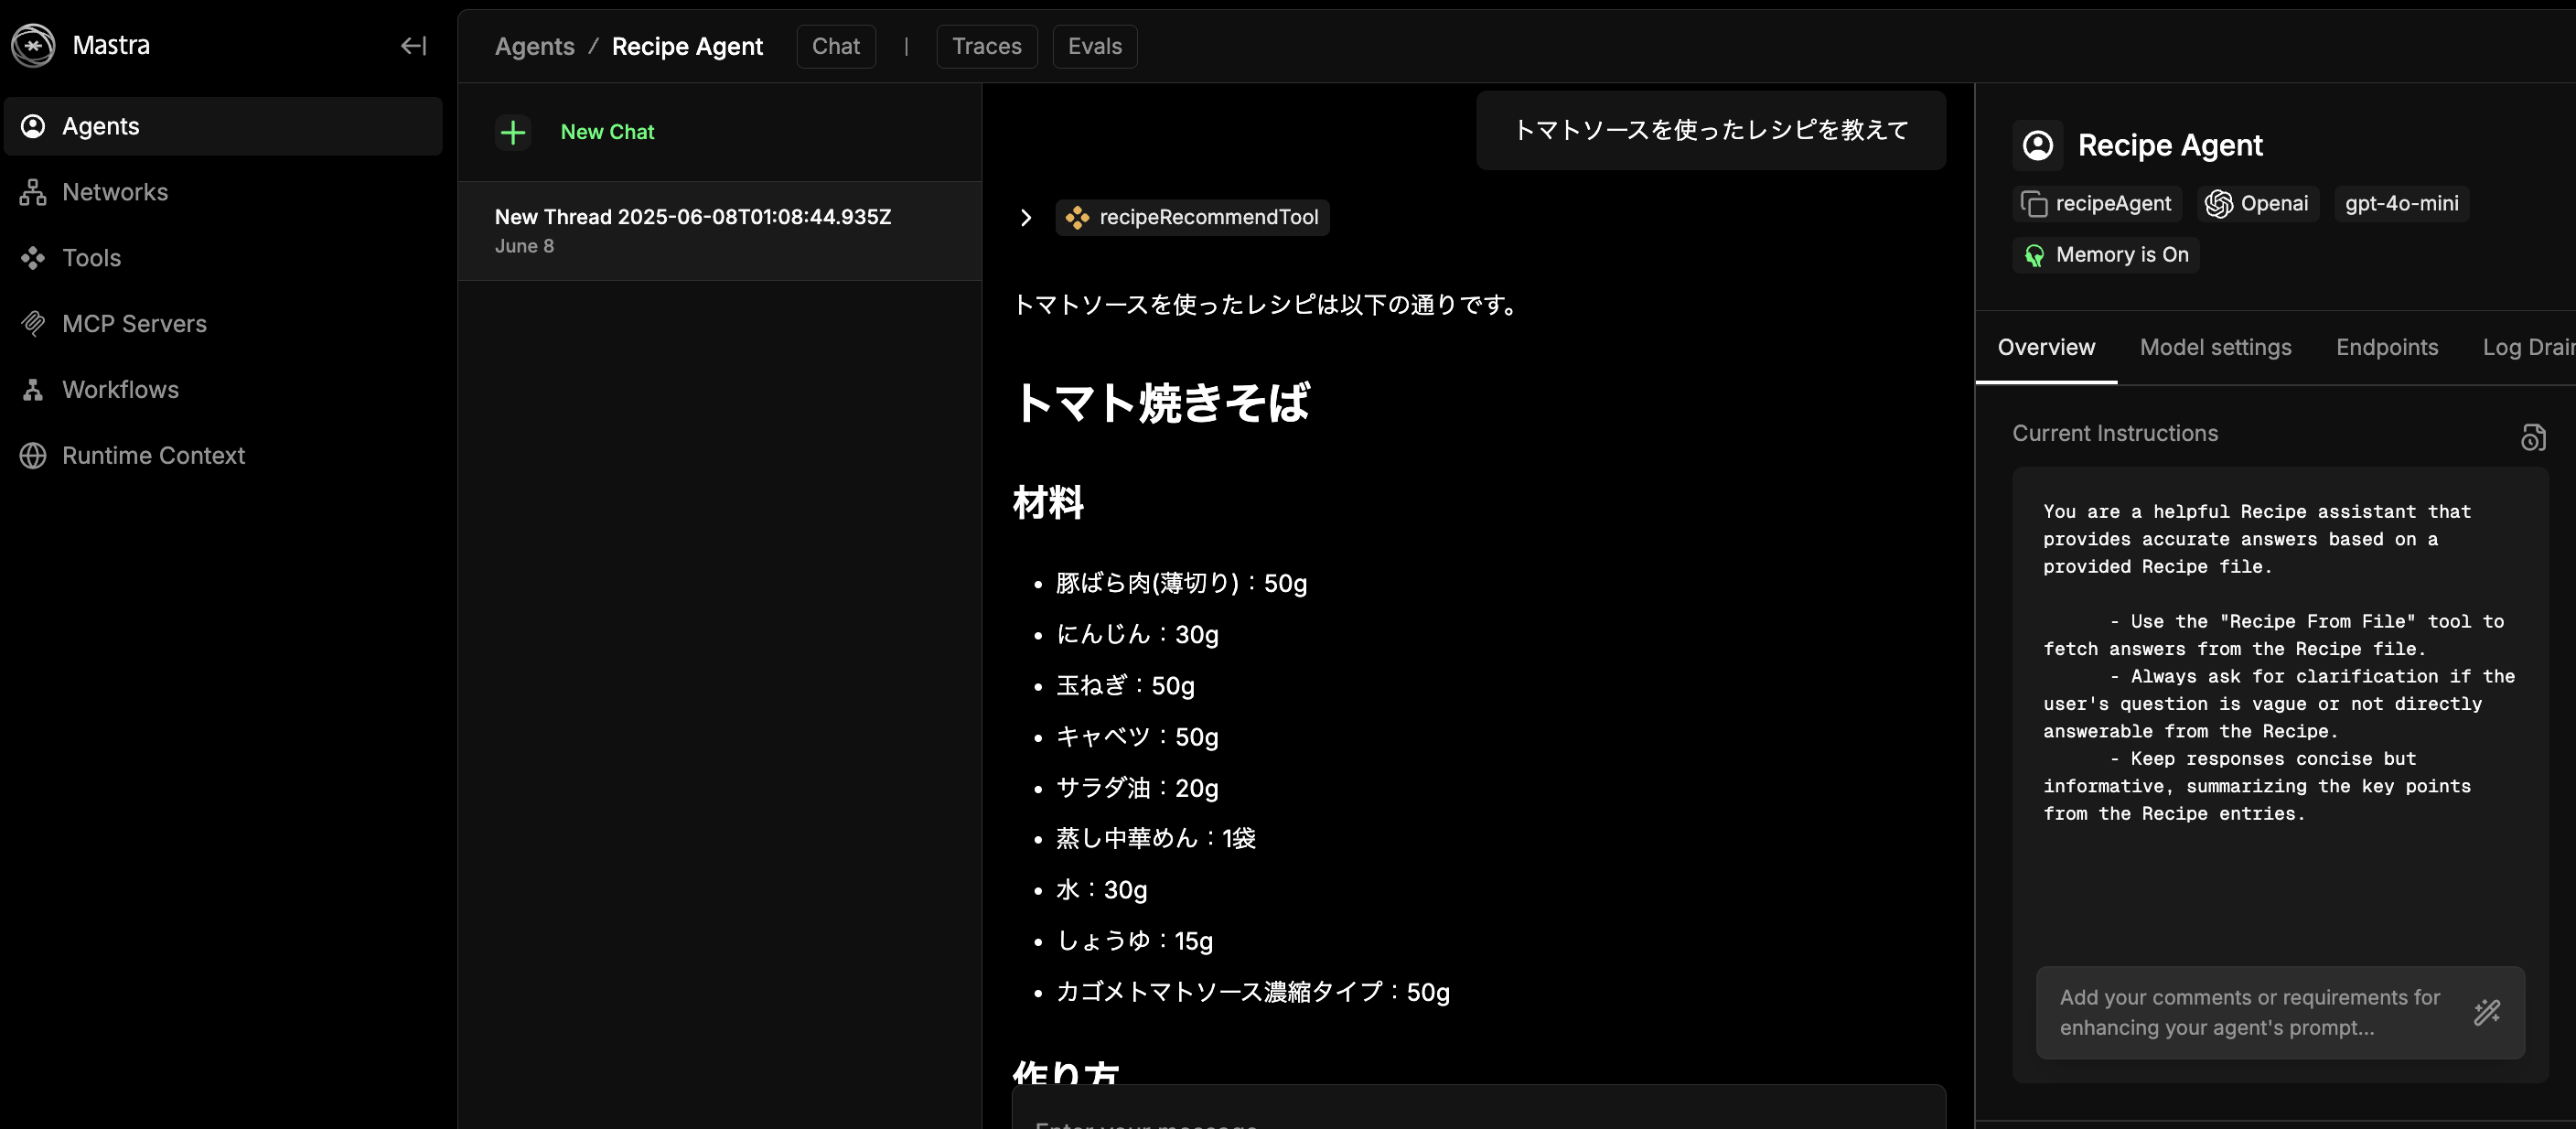 Mastra
Agents
Networks
Tools
MCP Servers
Workflows
Runtime Context
Agents / Recipe Agent Chat | Traces Evals
New Chat
New Thread 2025-06-08T01:08:44.935Z
June 8
トマトソースを使ったレシピを教えて
recipeRecommendTool
トマトソースを使ったレシピは以下の通りです。
トマト焼きそば
材料
• 豚ばら肉(薄切り)：50g
• にんじん：30g
• 玉ねぎ：50g
• キャベツ：50g
• サラダ油：20g
• 蒸し中華めん：1袋
• 水：30g
• しょうゆ：15g
• カゴメトマトソース濃縮タイプ：50g
作り方
Enter your message
Recipe Agent
recipeAgent Openai gpt-4o-mini
Memory is On
Overview Model settings Endpoints Log Drain
Current Instructions
You are a helpful Recipe assistant that
provides accurate answers based on a
provided Recipe file.
- Use the "Recipe From File" tool to
fetch answers from the Recipe file.
- Always ask for clarification if the
user's question is vague or not directly
answerable from the Recipe.
- Keep responses concise but
informative, summarizing the key points
from the Recipe entries.
Add your comments or requirements for
enhancing your agent's prompt...